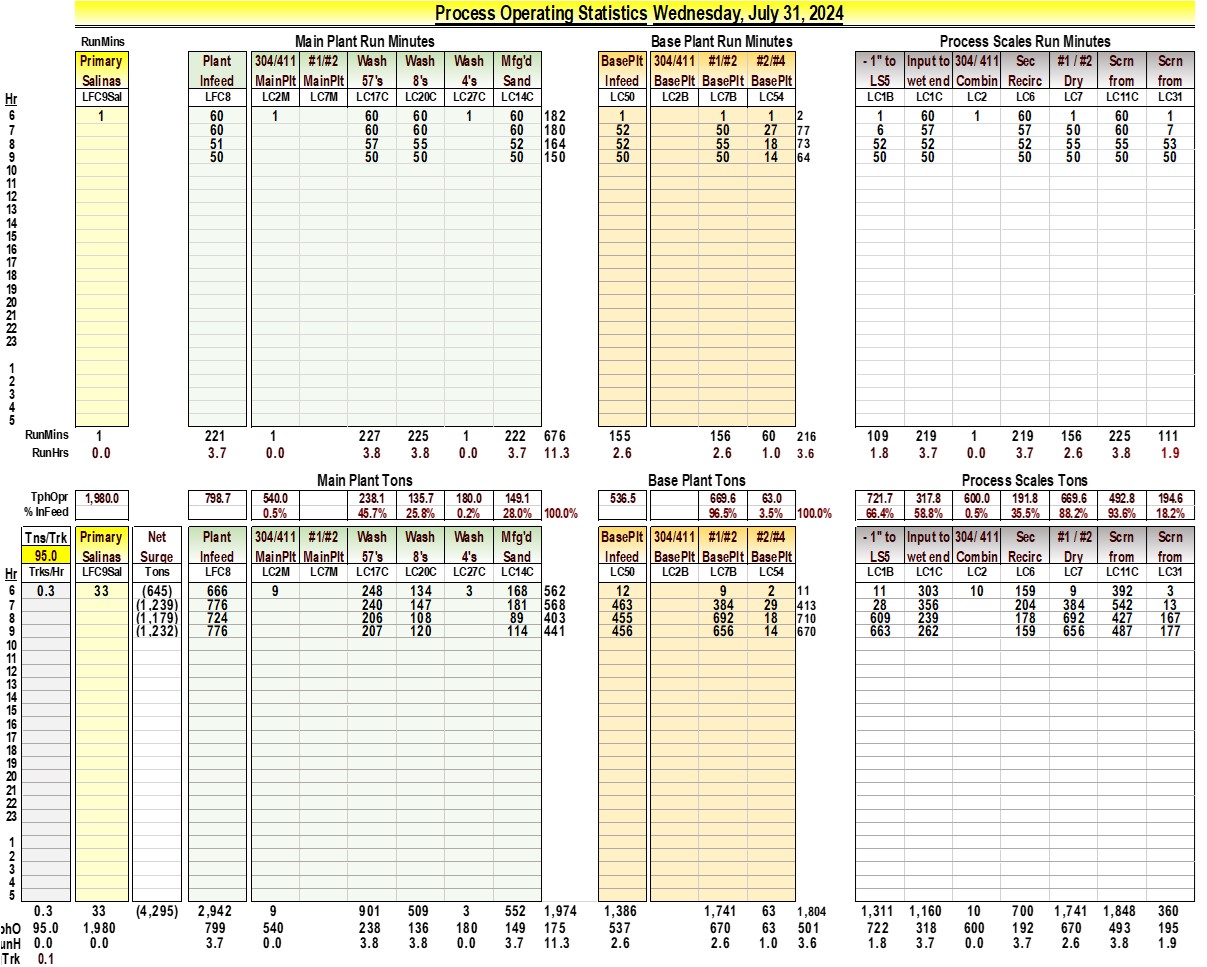 Process Operating Statistics Wednesday, July 31, 2024
RunMins Main Plant Run Minutes Base Plant Run Minutes Process Scales Run Minutes
Primary Plant 304/411 #1/#2 Wash Wash Wash Mfg'd BasePlt 304/411 #1/#2 #2/#4 - 1" to Input to 304/ 411 Sec #1 / #2 Scrn Scrn
Salinas Infeed MainPlt MainPlt 57's 8's 4's Sand Infeed BasePlt BasePlt BasePlt LS5 wet end Combin Recirc Dry from from
Hr LFC9Sal LFC8 LC2M LC7M LC17C LC20C LC27C LC14C LC50 LC2B LC7B LC54 LC1B LC1C LC2 LC6 LC7 LC11C LC31
6 1 60 1 60 60 1 60 182 1 1 1 2 1 60 1 60 1 60 1
7 60 60 60 60 180 52 50 27 77 6 57 57 50 60 7
8 51 57 55 52 164 52 55 18 73 52 52 52 55 55 53
9 50 50 50 50 150 50 50 14 64 50 50 50 50 50 50
10
11
12
13
14
15
16
17
18
19
20
21
22
23
1
2
3
4
5
RunMins 1 221 1 227 225 1 222 676 155 156 60 216 109 219 1 219 156 225 111
RunHrs 0.0 3.7 0.0 3.8 3.8 0.0 3.7 11.3 2.6 2.6 1.0 3.6 1.8 3.7 0.0 3.7 2.6 3.8 1.9
Main Plant Tons Base Plant Tons Process Scales Tons
TphOpr 1,980.0 798.7 540.0 238.1 135.7 180.0 149.1 536.5 669.6 63.0 721.7 317.8 600.0 191.8 669.6 492.8 194.6
% InFeed 0.5% 45.7% 25.8% 0.2% 28.0% 100.0% 96.5% 3.5% 100.0% 66.4% 58.8% 0.5% 35.5% 88.2% 93.6% 18.2%
Tns/Trk Primary Net Plant 304/411 #1/#2 Wash Wash Wash Mfg'd BasePlt 304/411 #1/#2 #2/#4 - 1" to Input to 304/ 411 Sec #1 / #2 Scrn Scrn
95.0 Salinas Surge Infeed MainPlt MainPlt 57's 8's 4's Sand Infeed BasePlt BasePlt BasePlt LS5 wet end Combin Recirc Dry from from
Hr Trks/Hr LFC9Sal Tons LFC8 LC2M LC7M LC17C LC20C LC27C LC14C LC50 LC2B LC7B LC54 LC1B LC1C LC2 LC6 LC7 LC11C LC31
6 0.3 33 (645) 666 9 248 134 3 168 562 12 9 2 11 11 303 10 159 9 392 3
7 (1,239) 776 240 147 181 568 463 384 29 413 28 356 204 384 542 13
8 (1,179) 724 206 108 89 403 455 692 18 710 609 239 178 692 427 167
9 (1,232) 776 207 120 114 441 456 656 14 670 663 262 159 656 487 177
10
11
12
13
14
15
16
17
18
19
20
21
22
23
1
2
3
4
5
0.3 33 (4,295) 2,942 9 901 509 3 552 1,974 1,386 1,741 63 1,804 1,311 1,160 10 700 1,741 1,848 360
phO 95.0 1,980 799 540 238 136 180 149 175 537 670 63 501 722 318 600 192 670 493 195
unH 0.0 0.0 3.7 0.0 3.8 3.8 0.0 3.7 11.3 2.6 2.6 1.0 3.6 1.8 3.7 0.0 3.7 2.6 3.8 1.9
Trk 0.1